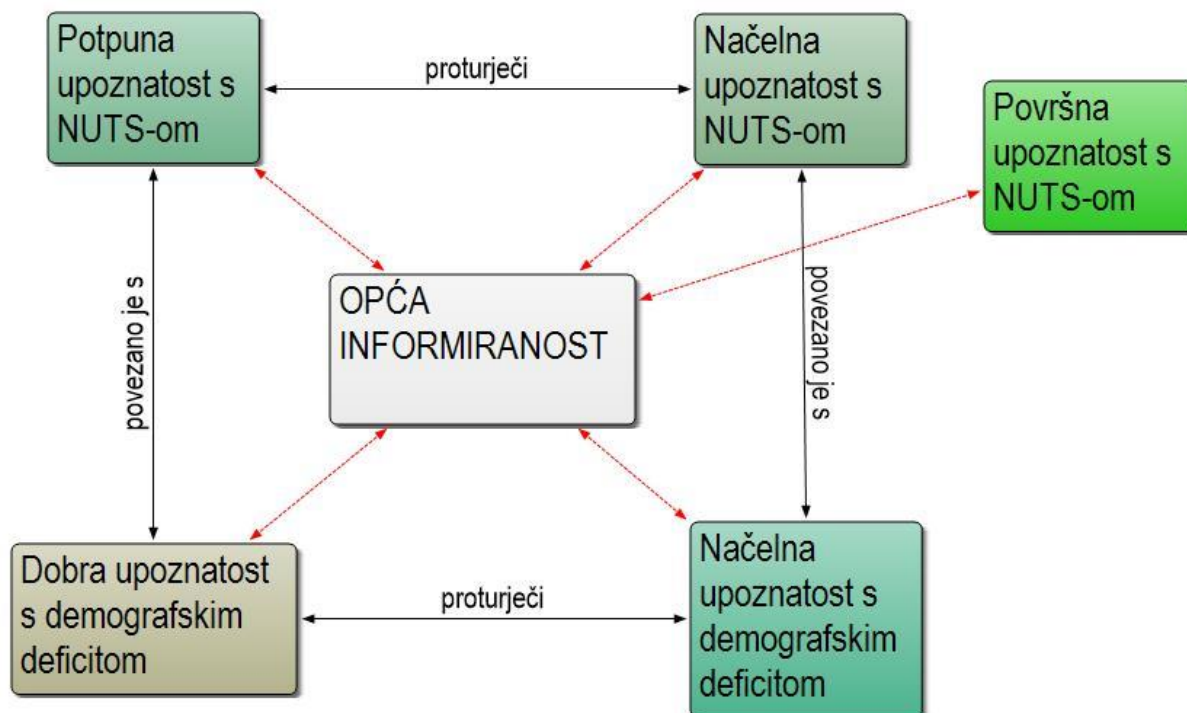 Potpuna
upoznatost s
NUTS-om
proturječi
Načelna
upoznatost s
NUTS-om
Površna
upoznatost s
NUTS-om
povezano je s
OPĆA
INFORMIRANOST
povezano je s
Dobra upoznatost
s demografskim
deficitom
proturječi
Načelna
upoznatost s
demografskim
deficitom